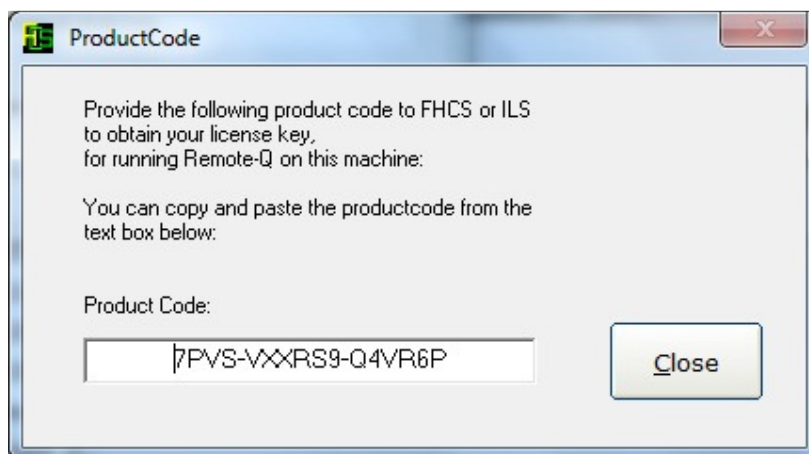 ProductCode
Provide the following product code to FHCS or ILS
to obtain your license key,
for running Remote-Q on this machine:
You can copy and paste the productcode from the
text box below:
Product Code:
7PVS-VXXRS9-Q4VR6P
Close